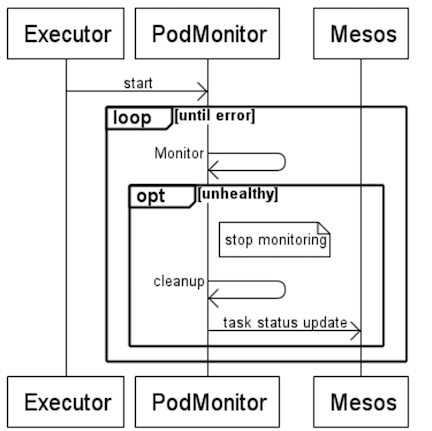 Executor PodMonitor Mesos
start
loop [until error]
Monitor
opt [unhealthy]
stop monitoring
cleanup
task status update
Executor PodMonitor Mesos